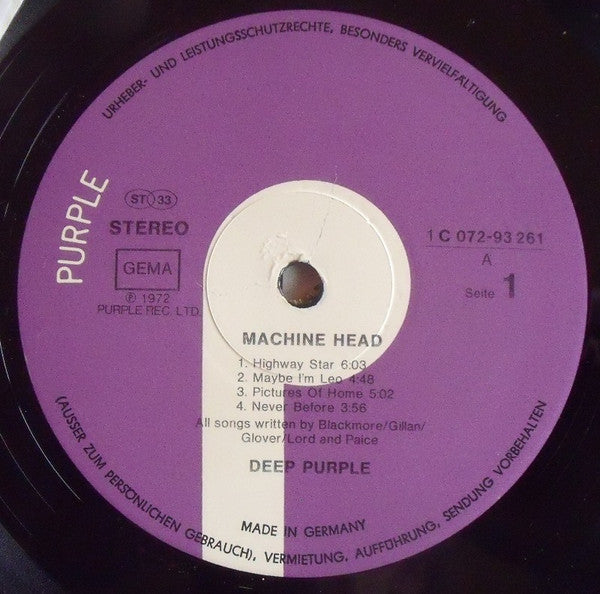 URHEBER- UND LEISTUNGSSCHUTZRECHTE, BESONDERS VERVIELFÄLTIGUNG
PURPLE
ST 33
STEREO
GEMA
℗ 1972
PURPLE REC. LTD.
1 C 072-93 261
A
Seite 1
MACHINE HEAD
1. Highway Star 6:03
2. Maybe I'm Leo 4:48
3. Pictures Of Home 5:02
4. Never Before 3:56
All songs written by Blackmore/Gillan/
Glover/Lord and Paice
DEEP PURPLE
MADE IN GERMANY
(AUSSER ZUM PERSÖNLICHEN GEBRAUCH), VERMIETUNG, AUFFÜHRUNG, SENDUNG VORBEHALTEN